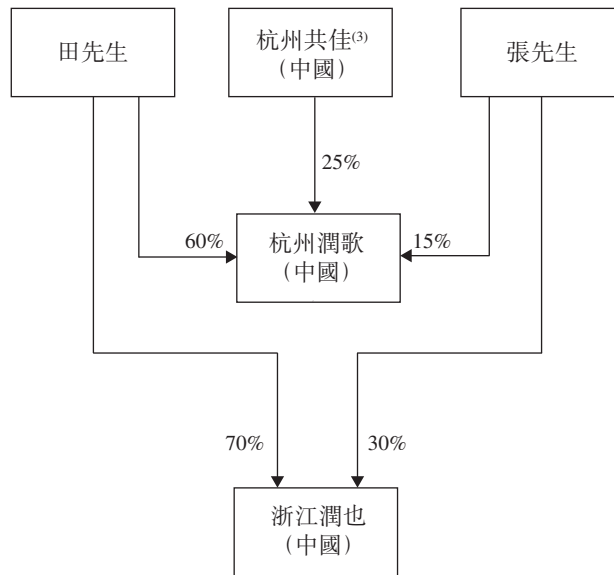 田先生
杭州共佳(3)
（中國）
張先生
25%
60%
杭州潤歌
（中國）
15%
70%
30%
浙江潤也
（中國）